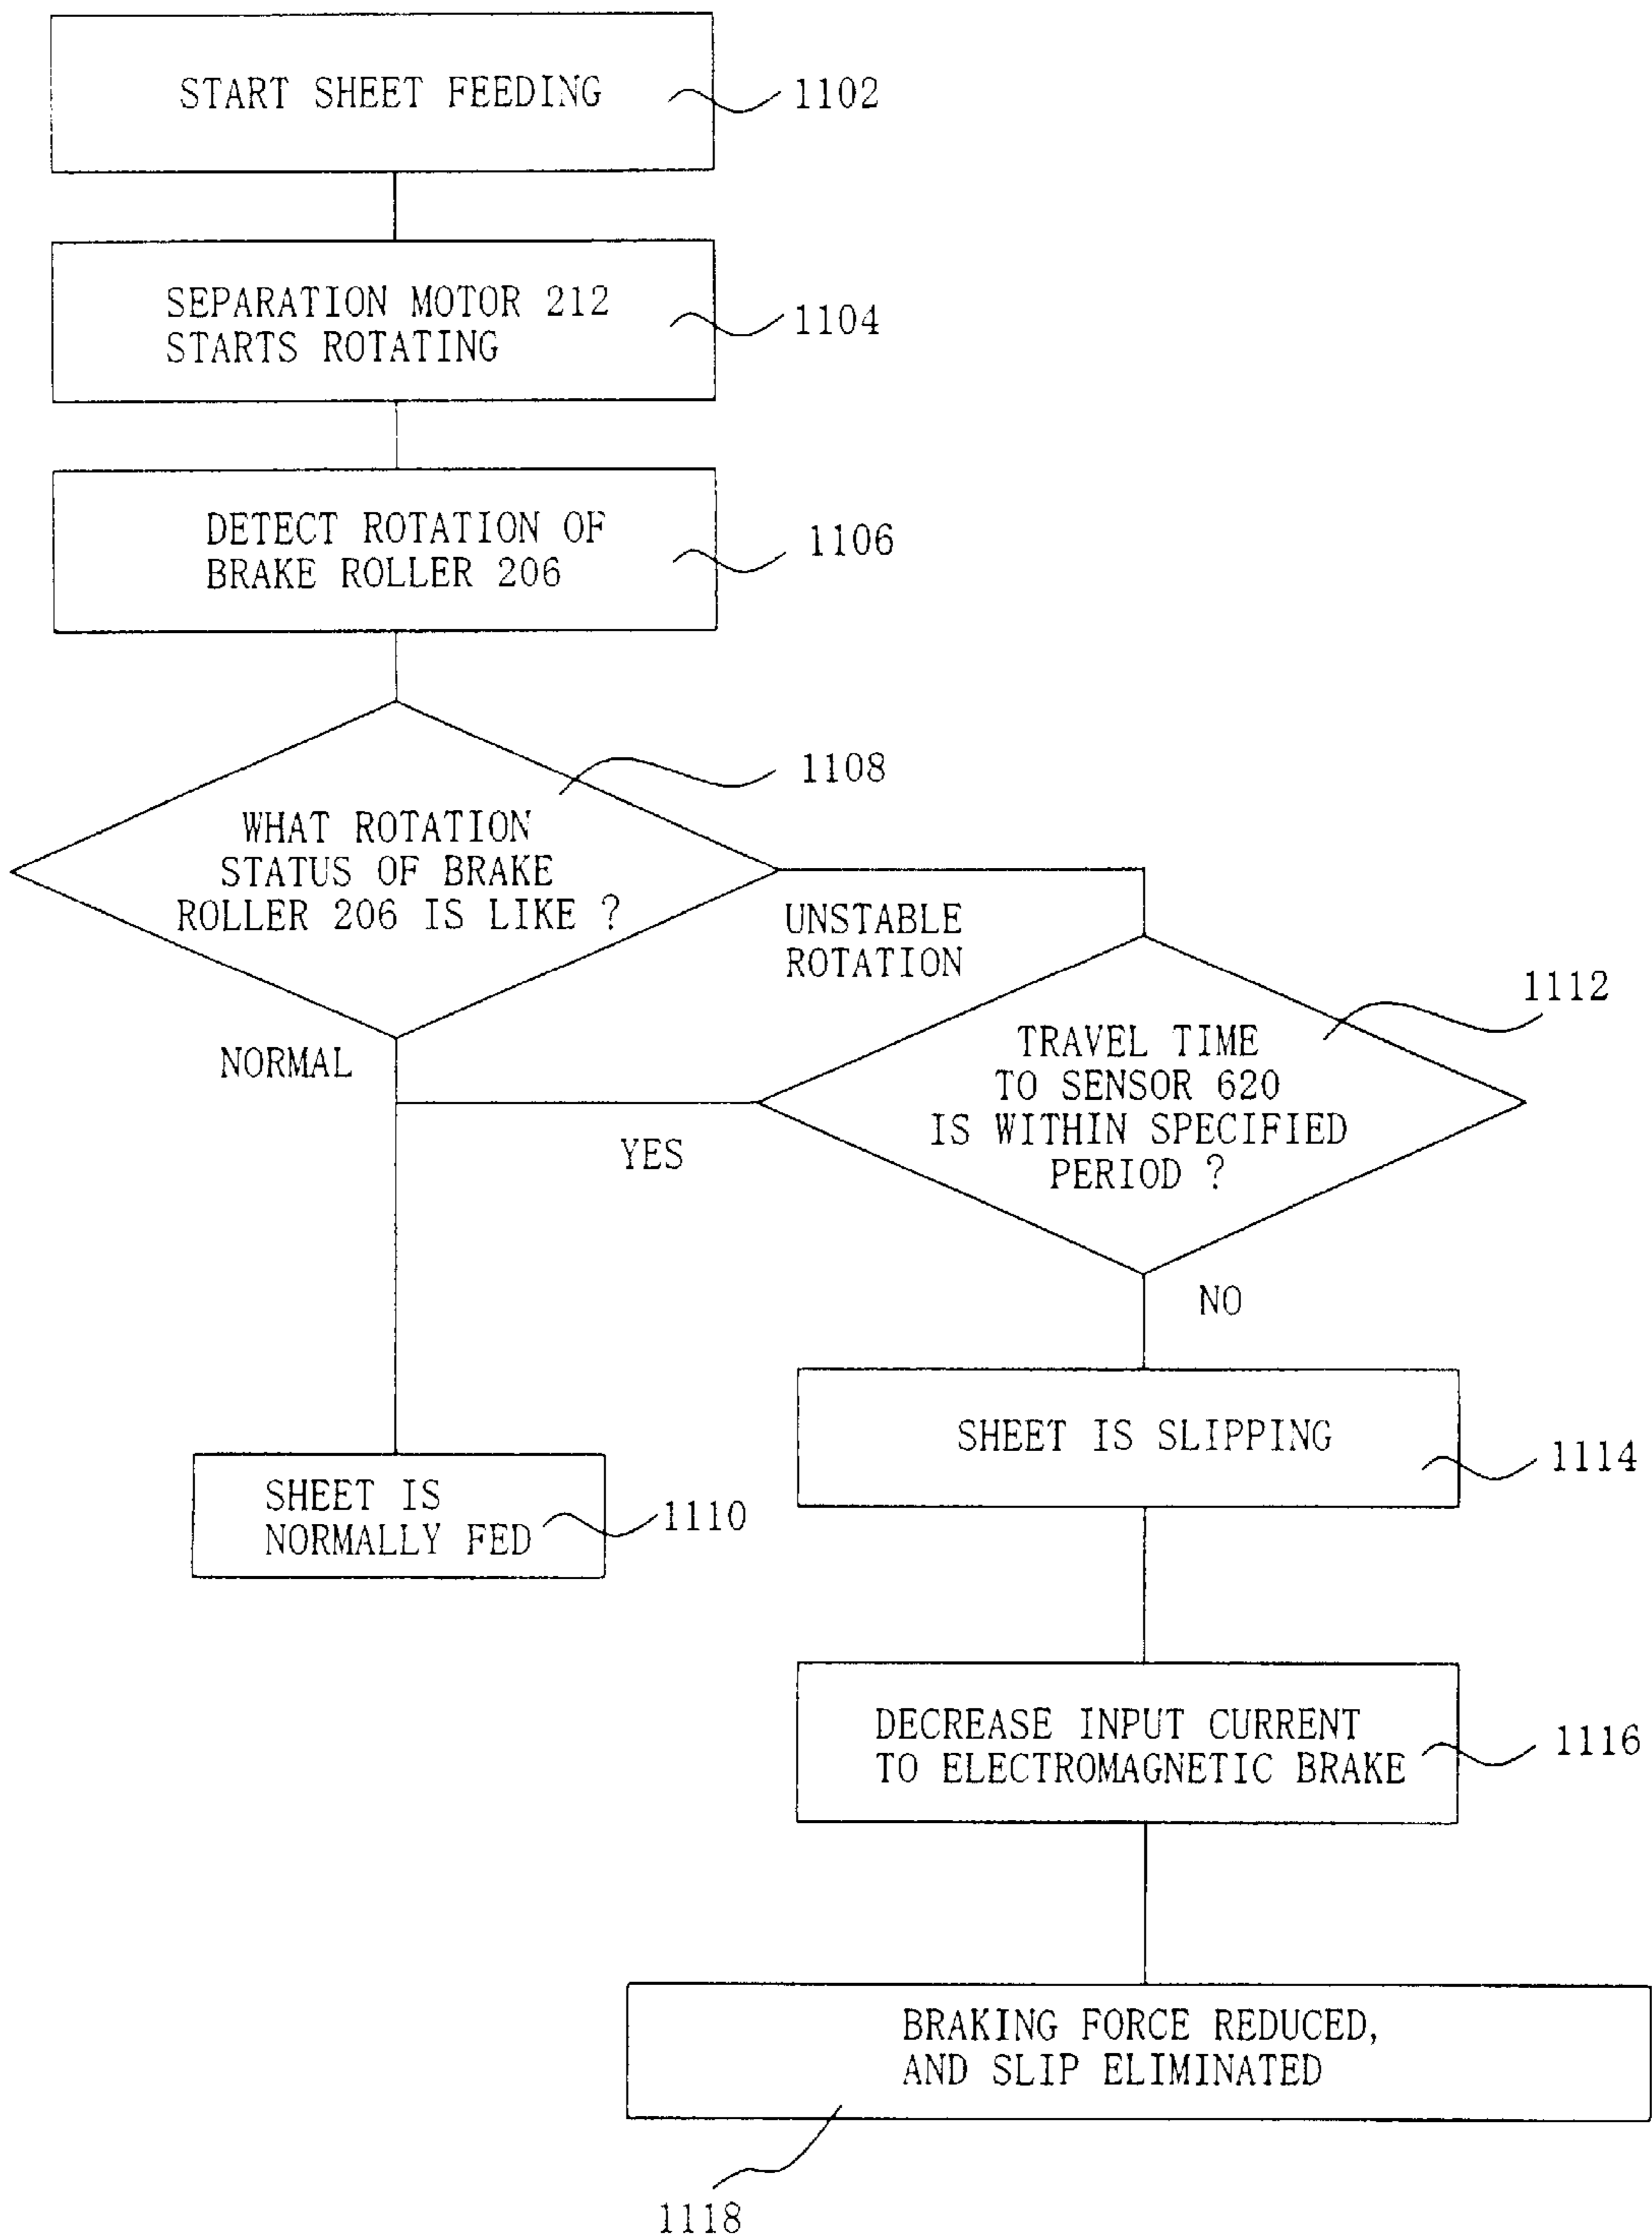 START SHEET FEEDING
1102
SEPARATION MOTOR 212
STARTS ROTATING
1104
DETECT ROTATION OF
BRAKE ROLLER 206
1106
1108
WHAT ROTATION
STATUS OF BRAKE
ROLLER 206 IS LIKE ?
UNSTABLE
ROTATION
NORMAL
1112
TRAVEL TIME
TO SENSOR 620
IS WITHIN SPECIFIED
PERIOD ?
YES
NO
SHEET IS SLIPPING
1114
SHEET IS
NORMALLY FED
1110
DECREASE INPUT CURRENT
TO ELECTROMAGNETIC BRAKE
1116
BRAKING FORCE REDUCED,
AND SLIP ELIMINATED
1118